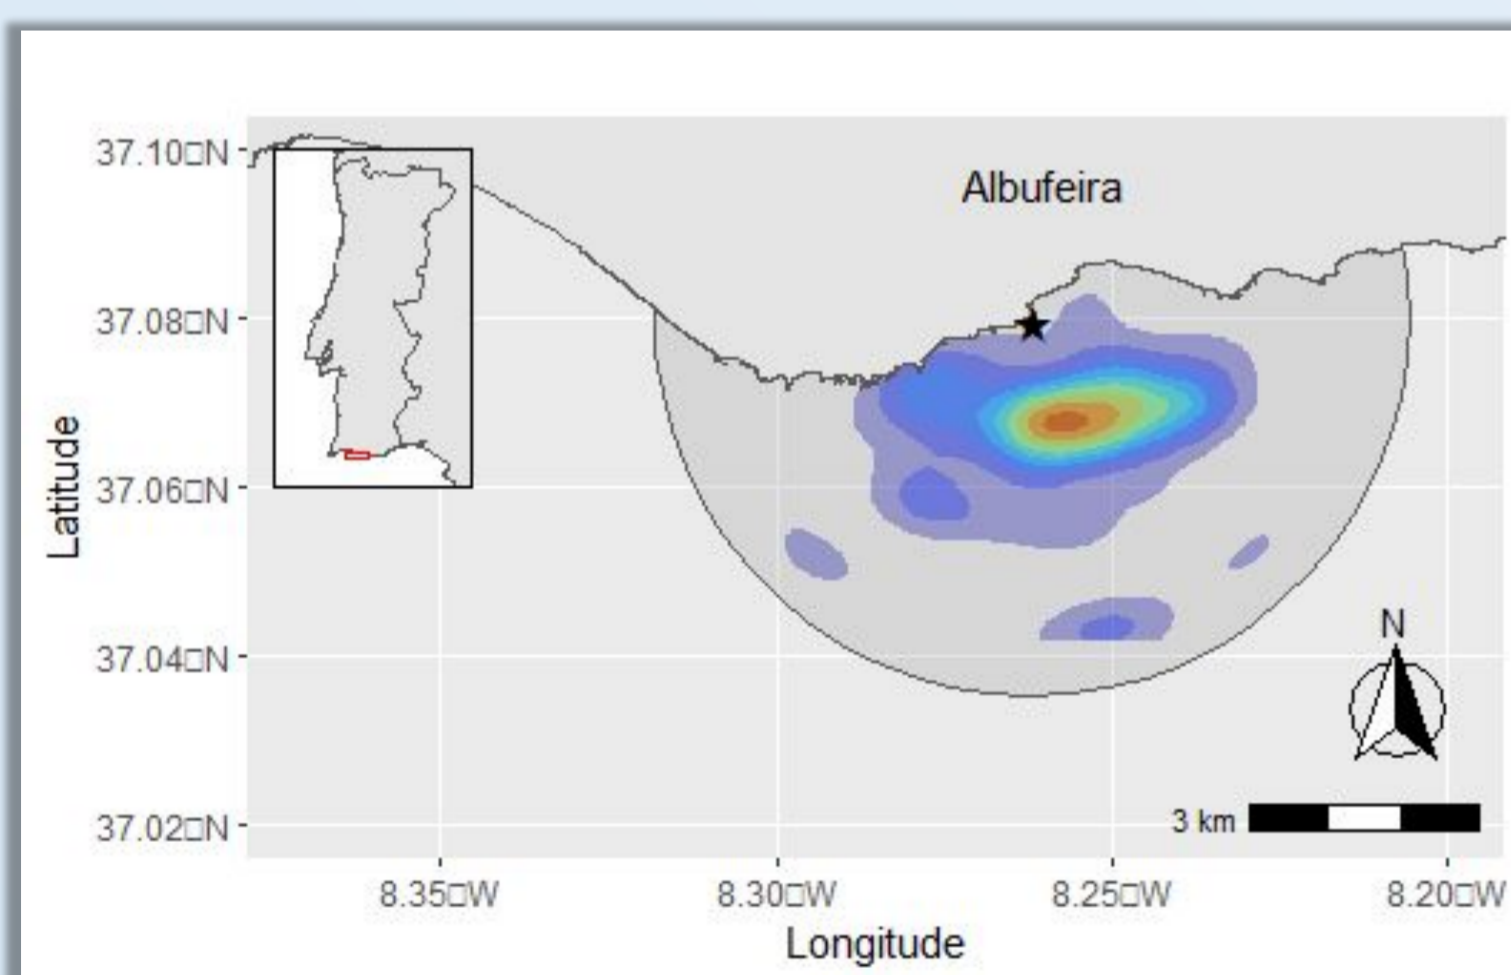 37.10□N
Albufeira
37.08□N
37.06□N
37.04□N
37.02□N
Latitude
N
3 km
8.35□W
8.30□W
8.25□W
8.20□W
Longitude